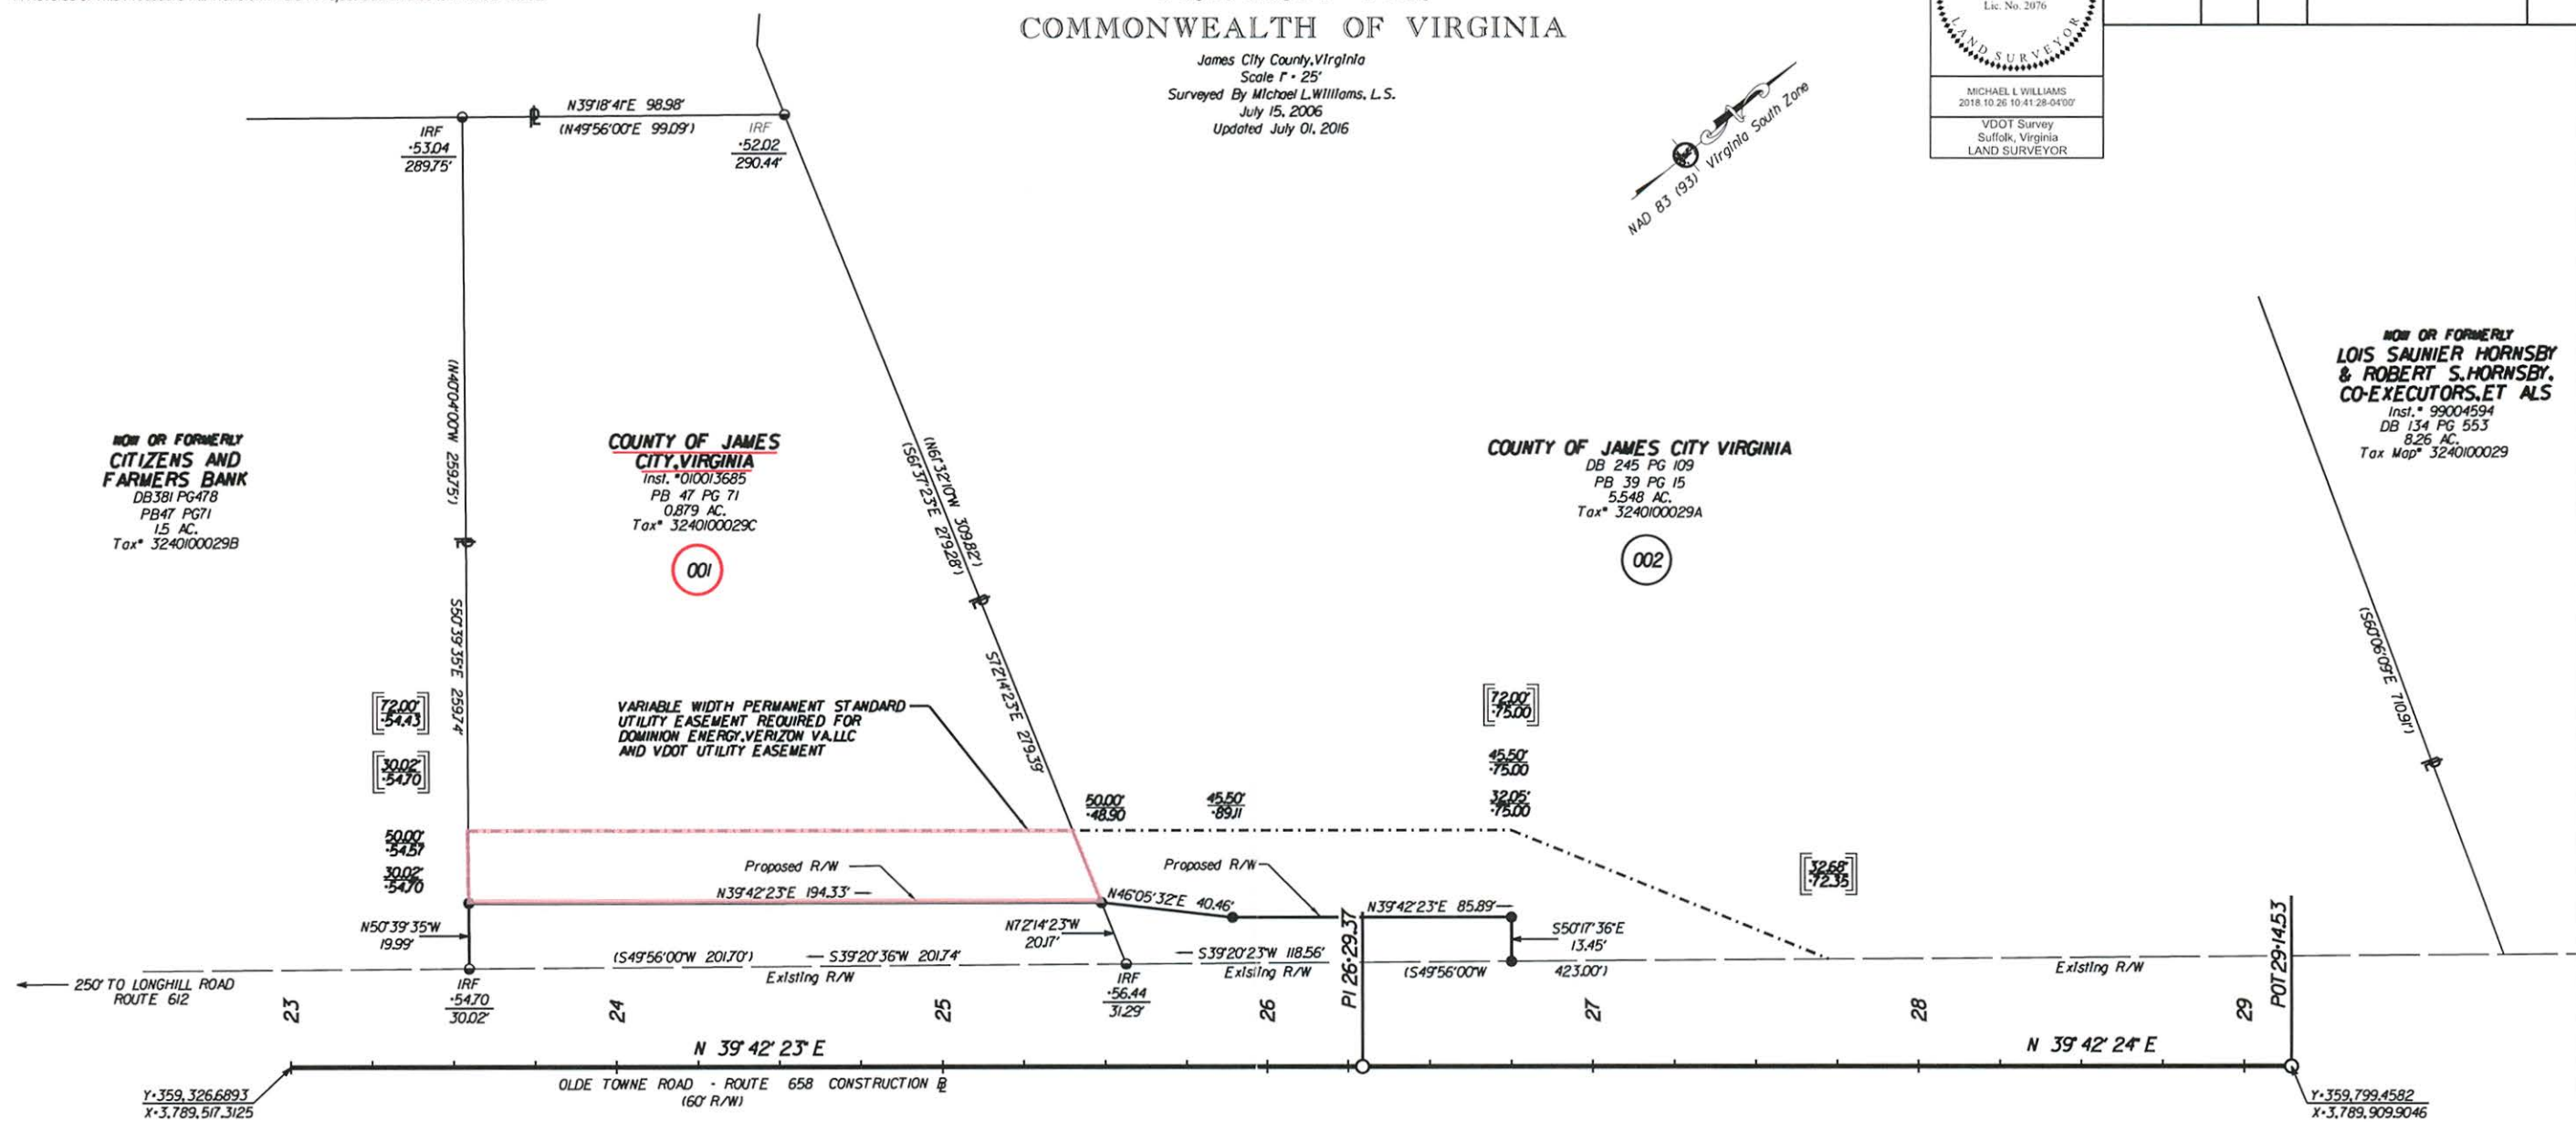 COMMONWEALTH OF VIRGINIA
James City County, Virginia
Scale 1" = 25'
Surveyed By Michael L. Williams, L.S.
July 15, 2006
Updated July 01, 2016
Lic. No. 2076
LAND SURVEYOR
MICHAEL L WILLIAMS
2018.10.26 10:41:28-04'00'
VDOT Survey
Suffolk, Virginia
LAND SURVEYOR
NAD 83 (93) Virginia South Zone
N39°18'41"E 98.98'
(N49°56'00"E 99.09')
IRF
+53.04
289.75'
IRF
+52.02
290.44'
(N40°04'00"W 259.75')
S50°39'35"E 259.74'
(N61°32'10"W 309.82')
(S61°37'23"E 279.28')
S72°14'23"E 279.39'
(S60°06'09"E 710.91')
NOW OR FORMERLY
CITIZENS AND
FARMERS BANK
DB381 PG478
PB47 PG71
1.5 AC.
Tax# 3240100029B
COUNTY OF JAMES
CITY, VIRGINIA
Inst. #010013685
PB 47 PG 71
0.879 AC.
Tax# 3240100029C
001
COUNTY OF JAMES CITY VIRGINIA
DB 245 PG 109
PB 39 PG 15
5.548 AC.
Tax# 3240100029A
002
NOW OR FORMERLY
LOIS SAUNIER HORNSBY
& ROBERT S. HORNSBY,
CO-EXECUTORS, ET ALS
Inst.# 99004594
DB 134 PG 553
8.26 AC.
Tax Map# 3240100029
VARIABLE WIDTH PERMANENT STANDARD
UTILITY EASEMENT REQUIRED FOR
DOMINION ENERGY, VERIZON VA. LLC
AND VDOT UTILITY EASEMENT
72.00'
+54.43
30.02'
+54.70
50.00'
+54.57
30.02'
+54.70
50.00'
+48.90
45.50'
+89.11
72.00'
+75.00
45.50'
+75.00
32.05'
+75.00
32.68'
+72.35
Proposed R/W
N39°42'23"E 194.33'
Proposed R/W
N46°05'32"E 40.46'
N39°42'23"E 85.89'
N50°39'35"W
19.99'
N72°14'23"W
20.17'
S50°17'36"E
13.45'
(S49°56'00"W 201.70')
S39°20'36"W 201.74'
Existing R/W
S39°20'23"W 118.56'
Existing R/W
(S49°56'00"W 423.00')
Existing R/W
250' TO LONGHILL ROAD
ROUTE 612
IRF
+54.70
30.02'
IRF
+56.44
31.29'
23
24
25
26
PI 26+29.37
27
28
29
POT 29+14.53
N 39° 42' 23" E
N 39° 42' 24" E
OLDE TOWNE ROAD - ROUTE 658 CONSTRUCTION BL
(60' R/W)
Y=359,326.6893
X=3,789,517.3125
Y=359,799.4582
X=3,789,909.9046